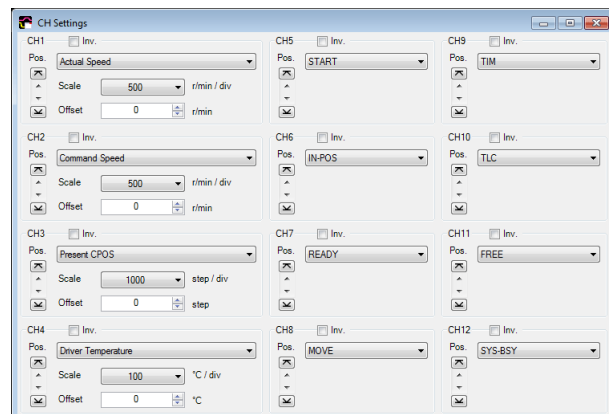 CH Settings
CH1 Inv.
Pos. Actual Speed
Scale 500 r/min / div
Offset 0 r/min
CH2 Inv.
Pos. Command Speed
Scale 500 r/min / div
Offset 0 r/min
CH3 Inv.
Pos. Present CPOS
Scale 1000 step / div
Offset 0 step
CH4 Inv.
Pos. Driver Temperature
Scale 100 °C / div
Offset 0 °C
CH5 Inv.
Pos. START
CH6 Inv.
Pos. IN-POS
CH7 Inv.
Pos. READY
CH8 Inv.
Pos. MOVE
CH9 Inv.
Pos. TIM
CH10 Inv.
Pos. TLC
CH11 Inv.
Pos. FREE
CH12 Inv.
Pos. SYS-BSY